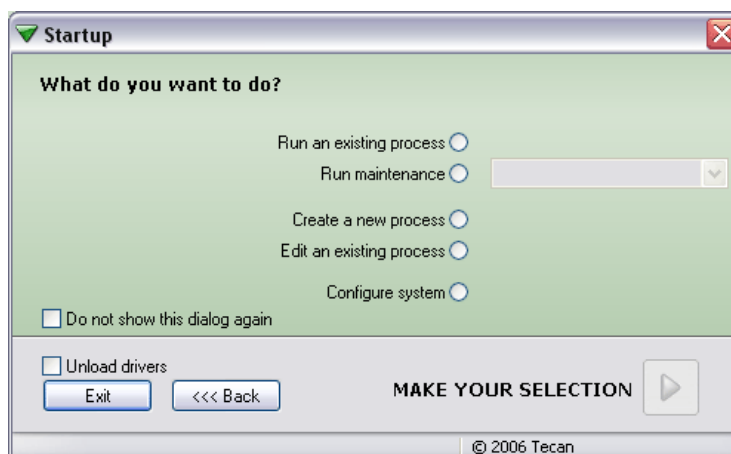 Startup
What do you want to do?
Run an existing process
Run maintenance
Create a new process
Edit an existing process
Configure system
Do not show this dialog again
Unload drivers
Exit
<<< Back
MAKE YOUR SELECTION
© 2006 Tecan